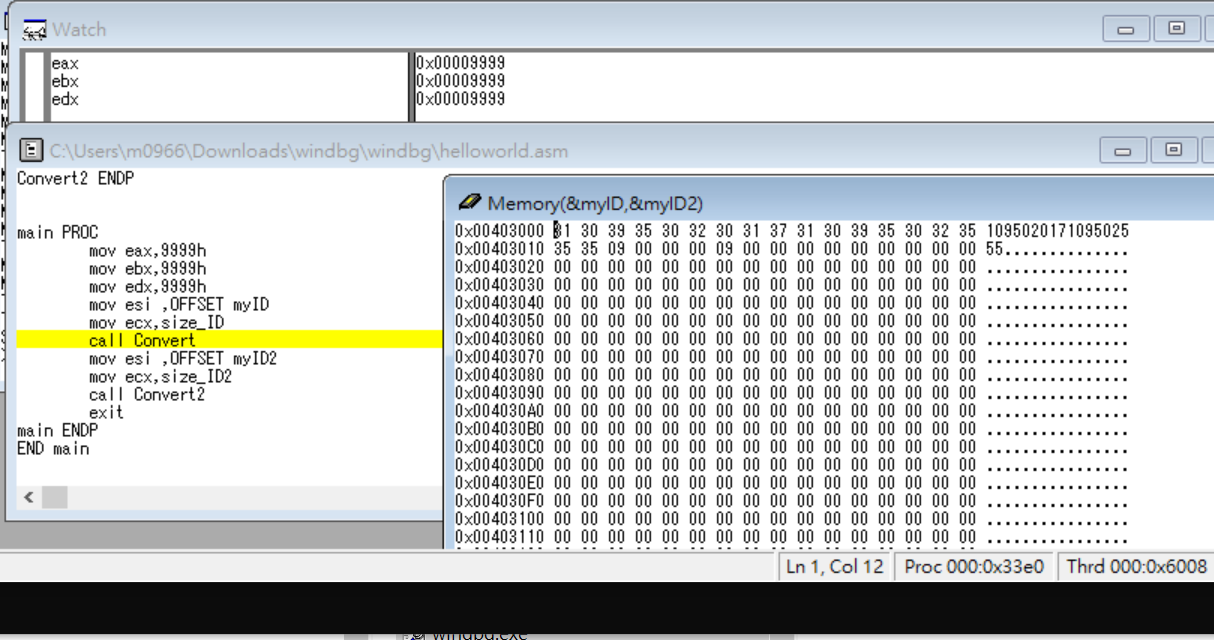 Watch
eax 0x00009999
ebx 0x00009999
edx 0x00009999
C:\Users\m0966\Downloads\windbg\windbg\helloworld.asm
Convert2 ENDP
main PROC
mov eax,9999h
mov ebx,9999h
mov edx,9999h
mov esi ,OFFSET myID
mov ecx,size_ID
call Convert
mov esi ,OFFSET myID2
mov ecx,size_ID2
call Convert2
exit
main ENDP
END main
Memory(&myID,&myID2)
0x00403000 31 30 39 35 30 32 30 31 37 31 30 39 35 30 32 35 1095020171095025
0x00403010 35 35 09 00 00 00 09 00 00 00 00 00 00 00 00 00 55..............
0x00403020 00 00 00 00 00 00 00 00 00 00 00 00 00 00 00 00 ................
0x00403030 00 00 00 00 00 00 00 00 00 00 00 00 00 00 00 00 ................
0x00403040 00 00 00 00 00 00 00 00 00 00 00 00 00 00 00 00 ................
0x00403050 00 00 00 00 00 00 00 00 00 00 00 00 00 00 00 00 ................
0x00403060 00 00 00 00 00 00 00 00 00 00 00 00 00 00 00 00 ................
0x00403070 00 00 00 00 00 00 00 00 00 00 00 00 00 00 00 00 ................
0x00403080 00 00 00 00 00 00 00 00 00 00 00 00 00 00 00 00 ................
0x00403090 00 00 00 00 00 00 00 00 00 00 00 00 00 00 00 00 ................
0x004030A0 00 00 00 00 00 00 00 00 00 00 00 00 00 00 00 00 ................
0x004030B0 00 00 00 00 00 00 00 00 00 00 00 00 00 00 00 00 ................
0x004030C0 00 00 00 00 00 00 00 00 00 00 00 00 00 00 00 00 ................
0x004030D0 00 00 00 00 00 00 00 00 00 00 00 00 00 00 00 00 ................
0x004030E0 00 00 00 00 00 00 00 00 00 00 00 00 00 00 00 00 ................
0x004030F0 00 00 00 00 00 00 00 00 00 00 00 00 00 00 00 00 ................
0x00403100 00 00 00 00 00 00 00 00 00 00 00 00 00 00 00 00 ................
0x00403110 00 00 00 00 00 00 00 00 00 00 00 00 00 00 00 00 ................
Ln 1, Col 12 Proc 000:0x33e0 Thrd 000:0x6008
windbg.exe